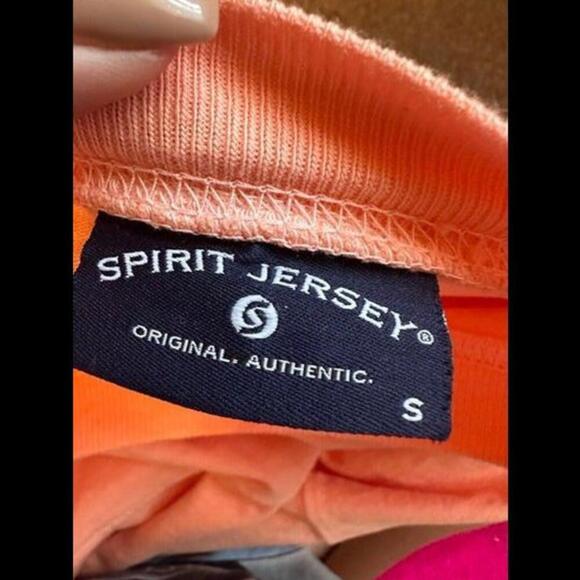 SPIRIT JERSEY®
ORIGINAL. AUTHENTIC.
S